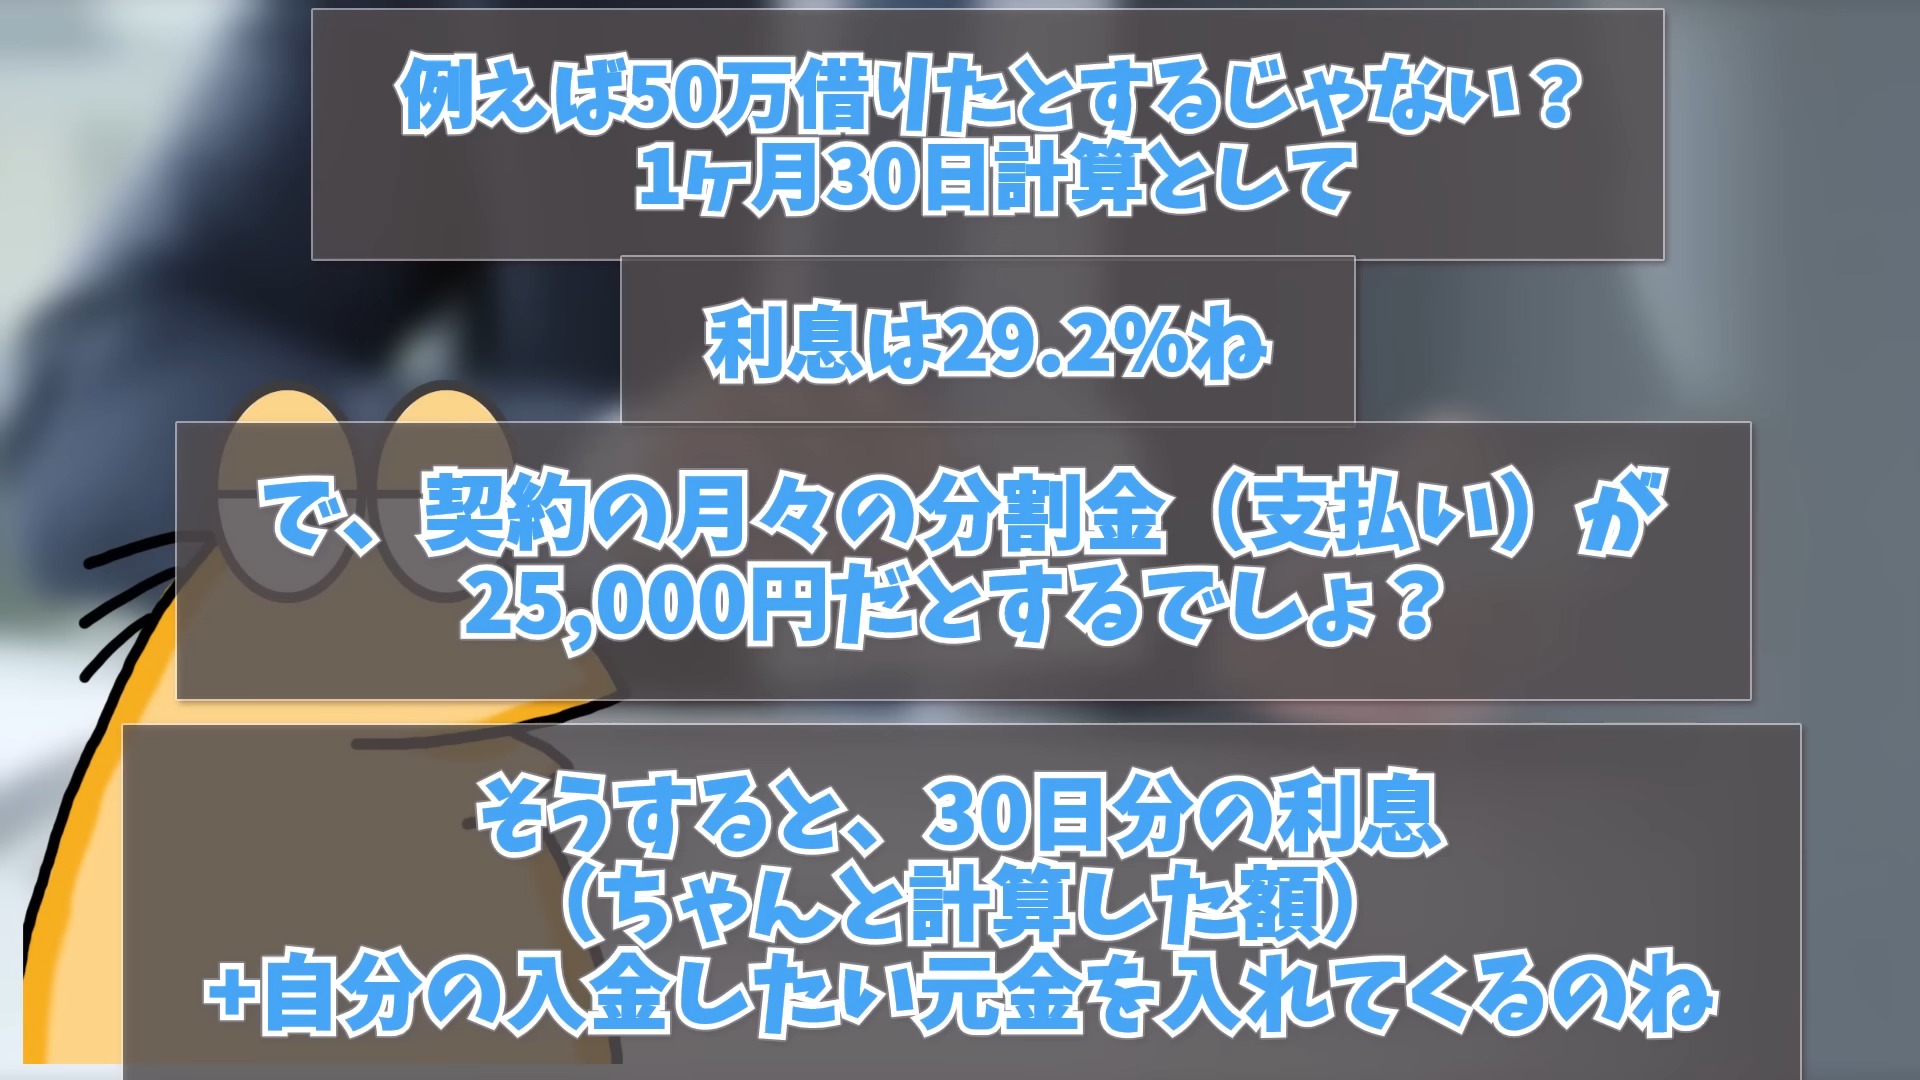 例えば50万借りたとするじゃない？
1ヶ月30日計算として
利息は29.2%ね
で、契約の月々の分割金（支払い）が
25,000円だとするでしょ？
そうすると、30日分の利息
（ちゃんと計算した額）
+自分の入金したい元金を入れてくるのね